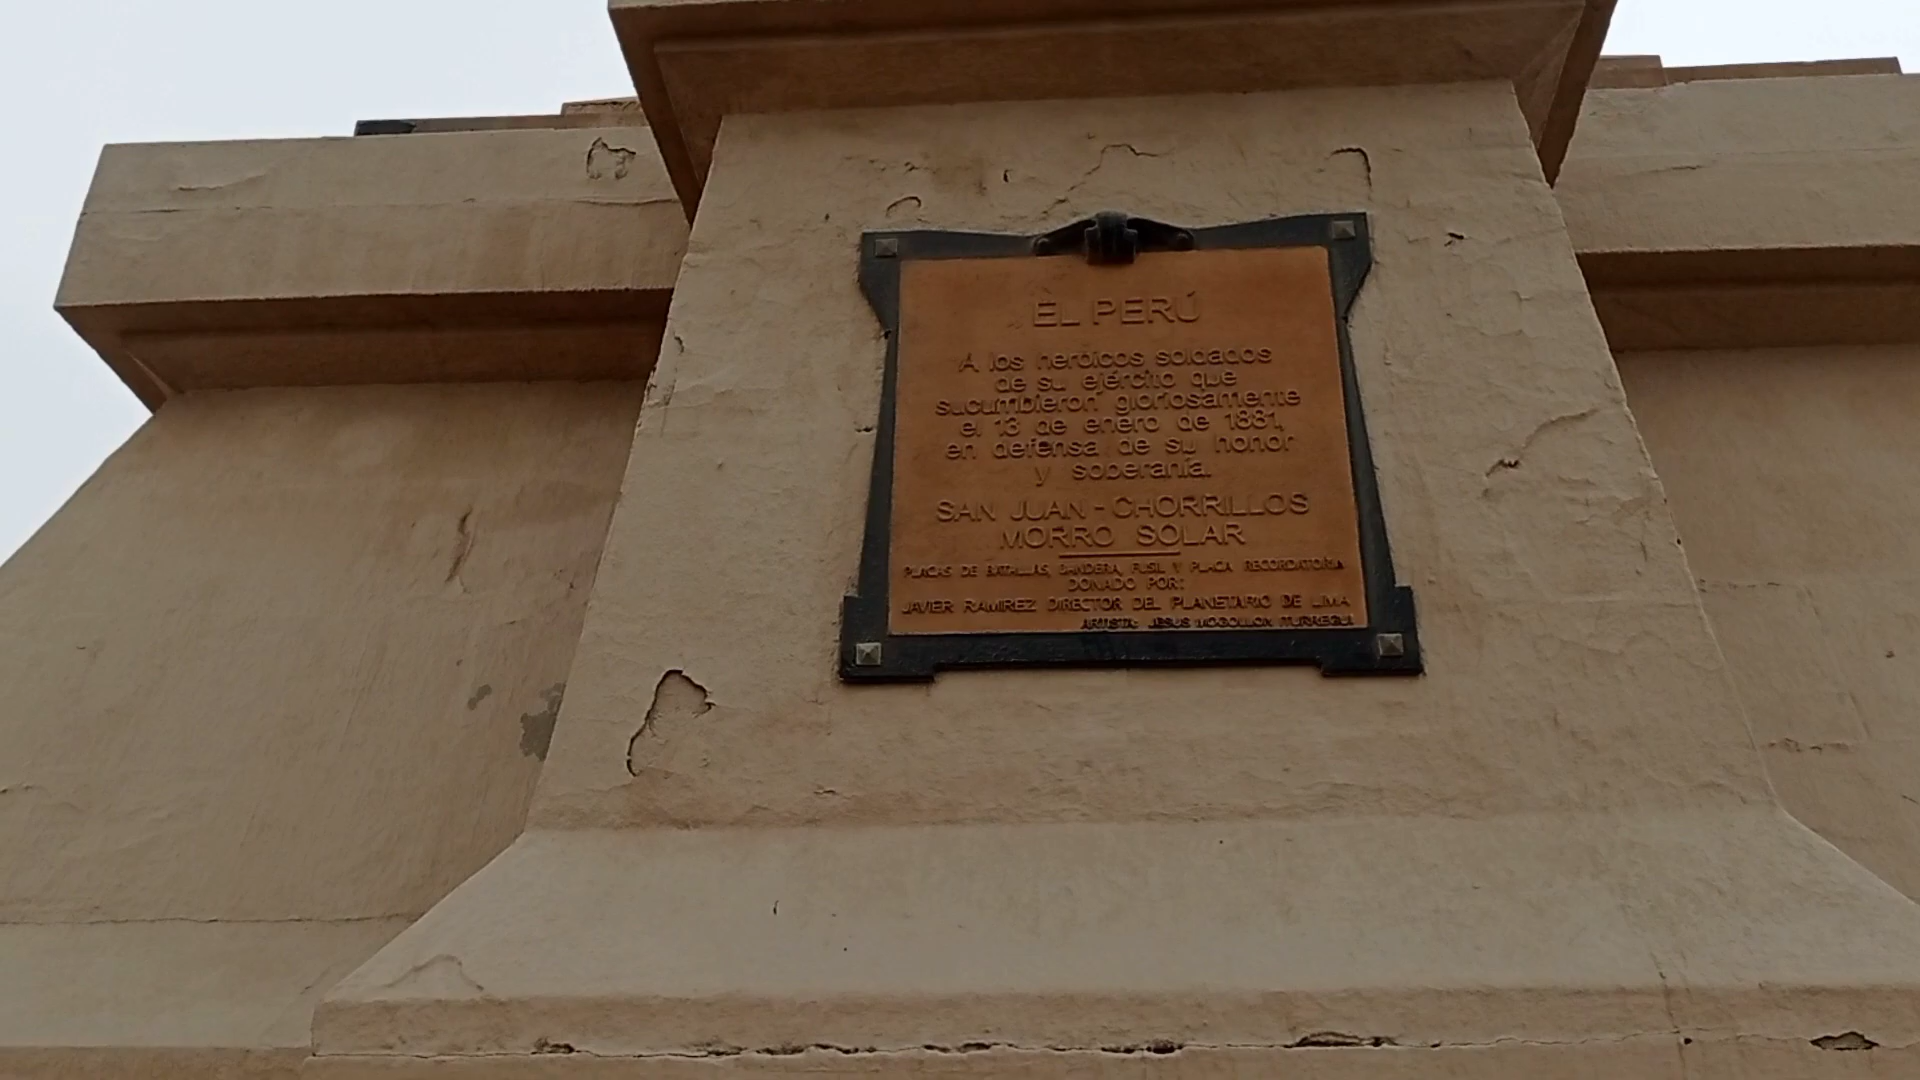 EL PERÚ
A los heróicos soldados
de su ejército que
sucumbieron gloriosamente
el 13 de enero de 1881,
en defensa de su honor
y soberanía.
SAN JUAN - CHORRILLOS
MORRO SOLAR
PLACAS DE BATALLAS, BANDERA, FUSIL Y PLACA RECORDATORIA
DONADO POR:
JAVIER RAMIREZ DIRECTOR DEL PLANETARIO DE LIMA
ARTISTA: JESUS MOGOLLON ITURREGUI